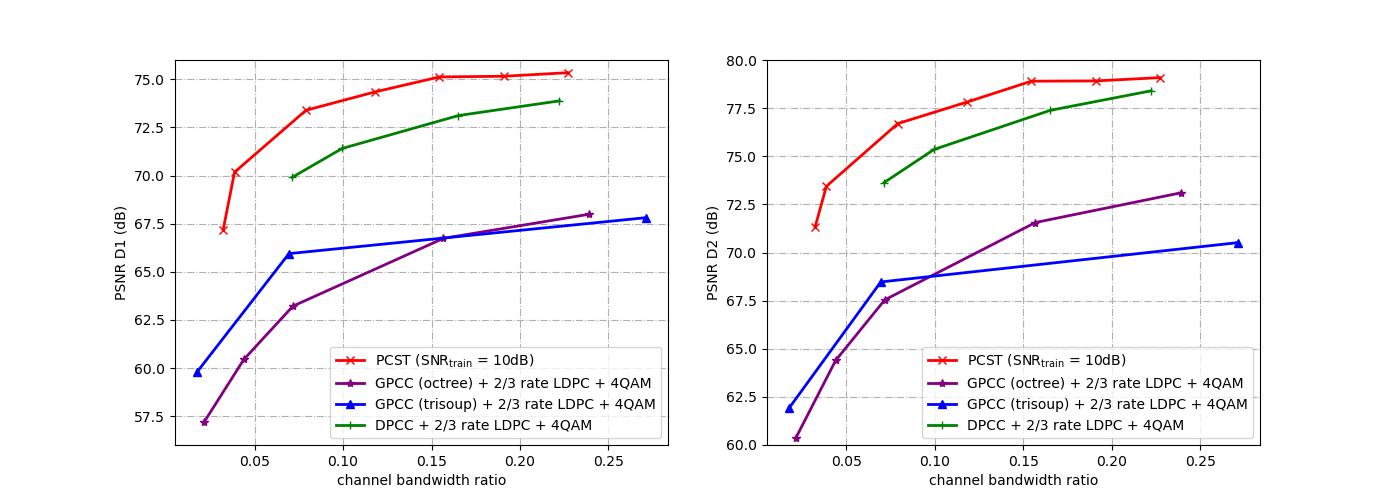 75.0
72.5
70.0
67.5
65.0
62.5
60.0
57.5
PSNR D1 (dB)
0.05 0.10 0.15 0.20 0.25
channel bandwidth ratio
PCST (SNRtrain = 10dB)
GPCC (octree) + 2/3 rate LDPC + 4QAM
GPCC (trisoup) + 2/3 rate LDPC + 4QAM
DPCC + 2/3 rate LDPC + 4QAM
80.0
77.5
75.0
72.5
70.0
67.5
65.0
62.5
60.0
PSNR D2 (dB)
0.05 0.10 0.15 0.20 0.25
channel bandwidth ratio
PCST (SNRtrain = 10dB)
GPCC (octree) + 2/3 rate LDPC + 4QAM
GPCC (trisoup) + 2/3 rate LDPC + 4QAM
DPCC + 2/3 rate LDPC + 4QAM